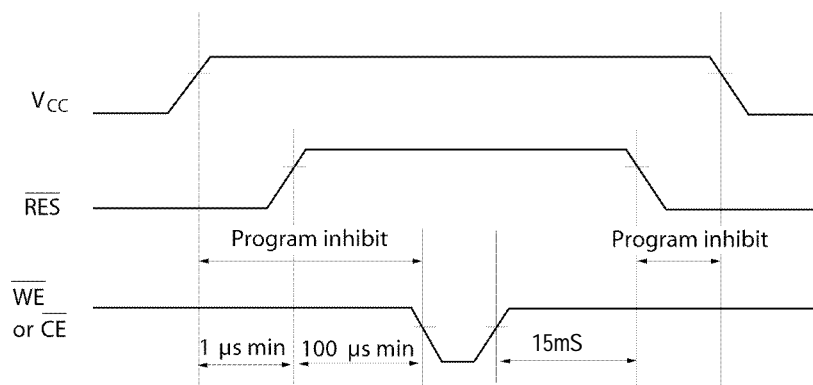 VCC
RES
Program inhibit
Program inhibit
WE
or CE
1 µs min
100 µs min
15mS